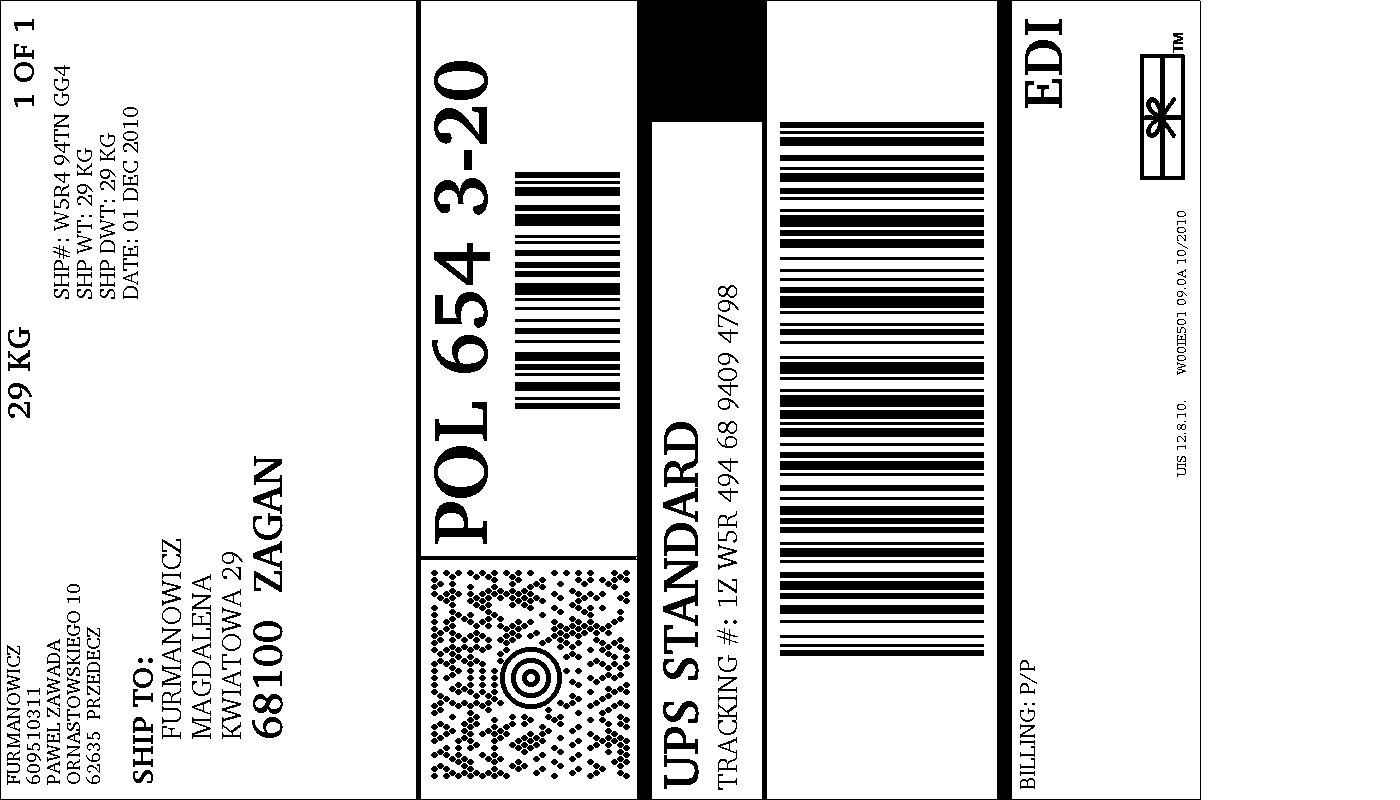 FURMANOWICZ
609510311
PAWEL ZAWADA
ORNASTOWSKIEGO 10
62635 PRZEDECZ
29 KG
1 OF 1
SHP#: W5R4 94TN GG4
SHP WT: 29 KG
SHP DWT: 29 KG
DATE: 01 DEC 2010
SHIP TO:
FURMANOWICZ
MAGDALENA
KWIATOWA 29
68100 ZAGAN
POL 654 3-20
UPS STANDARD
TRACKING #: 1Z W5R 494 68 9409 4798
BILLING: P/P
EDI
TM
UIS 12.8.10. W00IE501 09.0A 10/2010